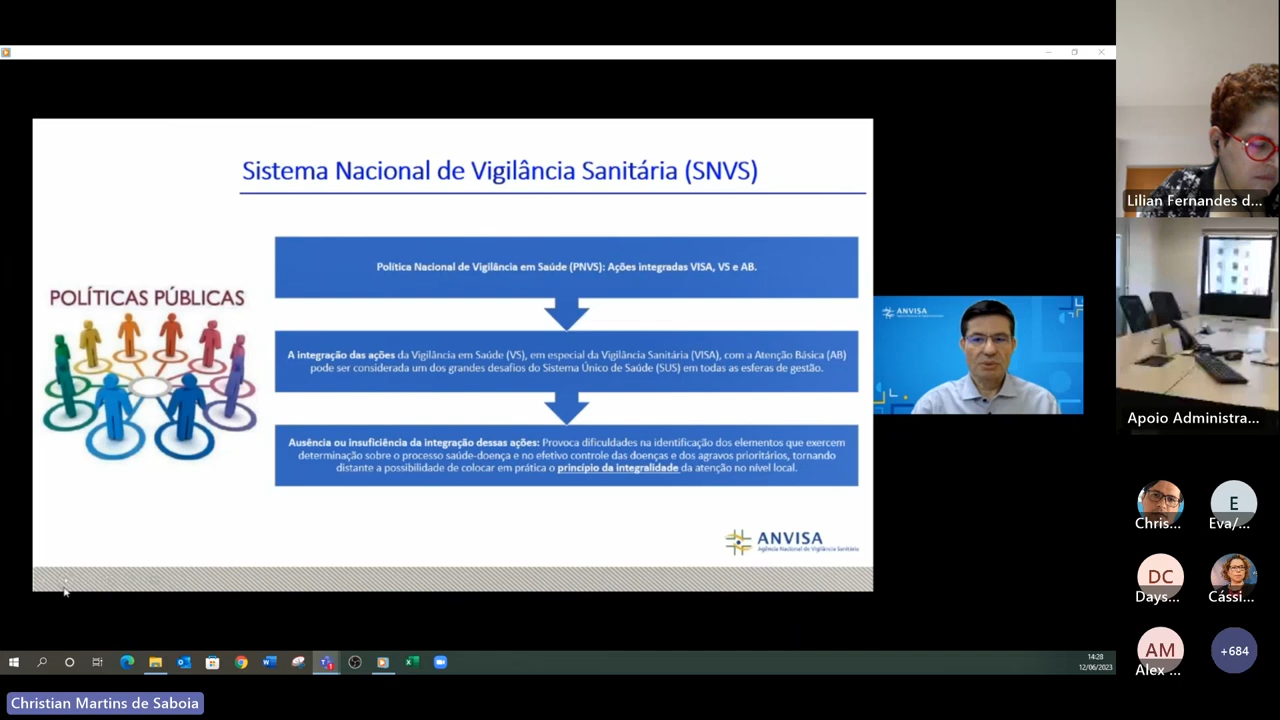 Sistema Nacional de Vigilância Sanitária (SNVS)
POLÍTICAS PÚBLICAS
Política Nacional de Vigilância em Saúde (PNVS): Ações integradas VISA, VS e AB.
A integração das ações da Vigilância em Saúde (VS), em especial da Vigilância Sanitária (VISA), com a Atenção Básica (AB)
pode ser considerada um dos grandes desafios do Sistema Único de Saúde (SUS) em todas as esferas de gestão.
Ausência ou insuficiência da integração dessas ações: Provoca dificuldades na identificação dos elementos que exercem
determinação sobre o processo saúde-doença e no efetivo controle das doenças e dos agravos prioritários, tornando
distante a possibilidade de colocar em prática o princípio da integralidade da atenção no nível local.
ANVISA
Agência Nacional de Vigilância Sanitária
ANVISA
Lilian Fernandes d...
Apoio Administra...
Chris...
E
Eva/...
DC
Days...
Cássi...
AM
Alex ...
+684
14:28
12/06/2023
Christian Martins de Saboia